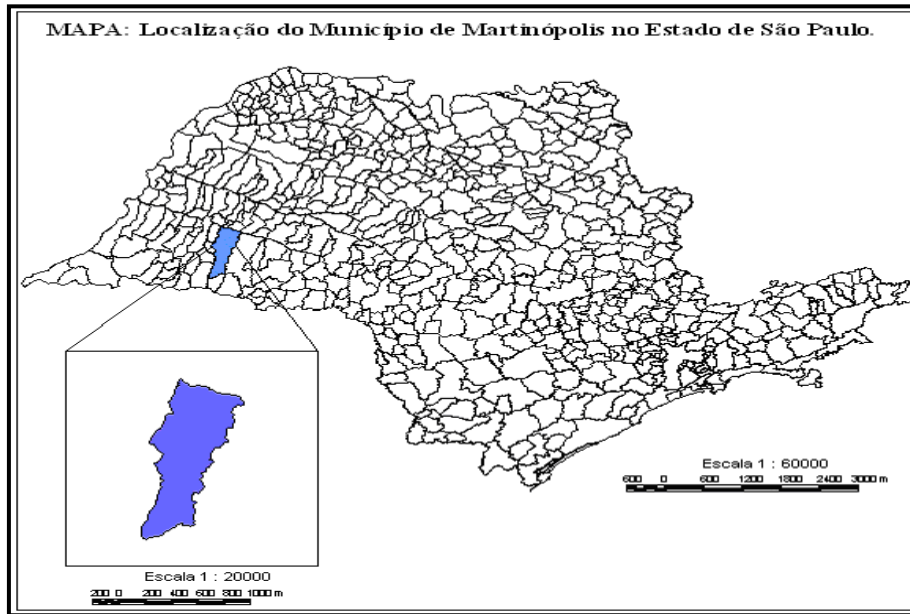 MAPA: Localização do Município de Martinópolis no Estado de São Paulo.
Escala 1 : 60000
600 0 600 1200 1800 2400 3000 m
Escala 1 : 20000
200 0 200 400 600 800 1000 m